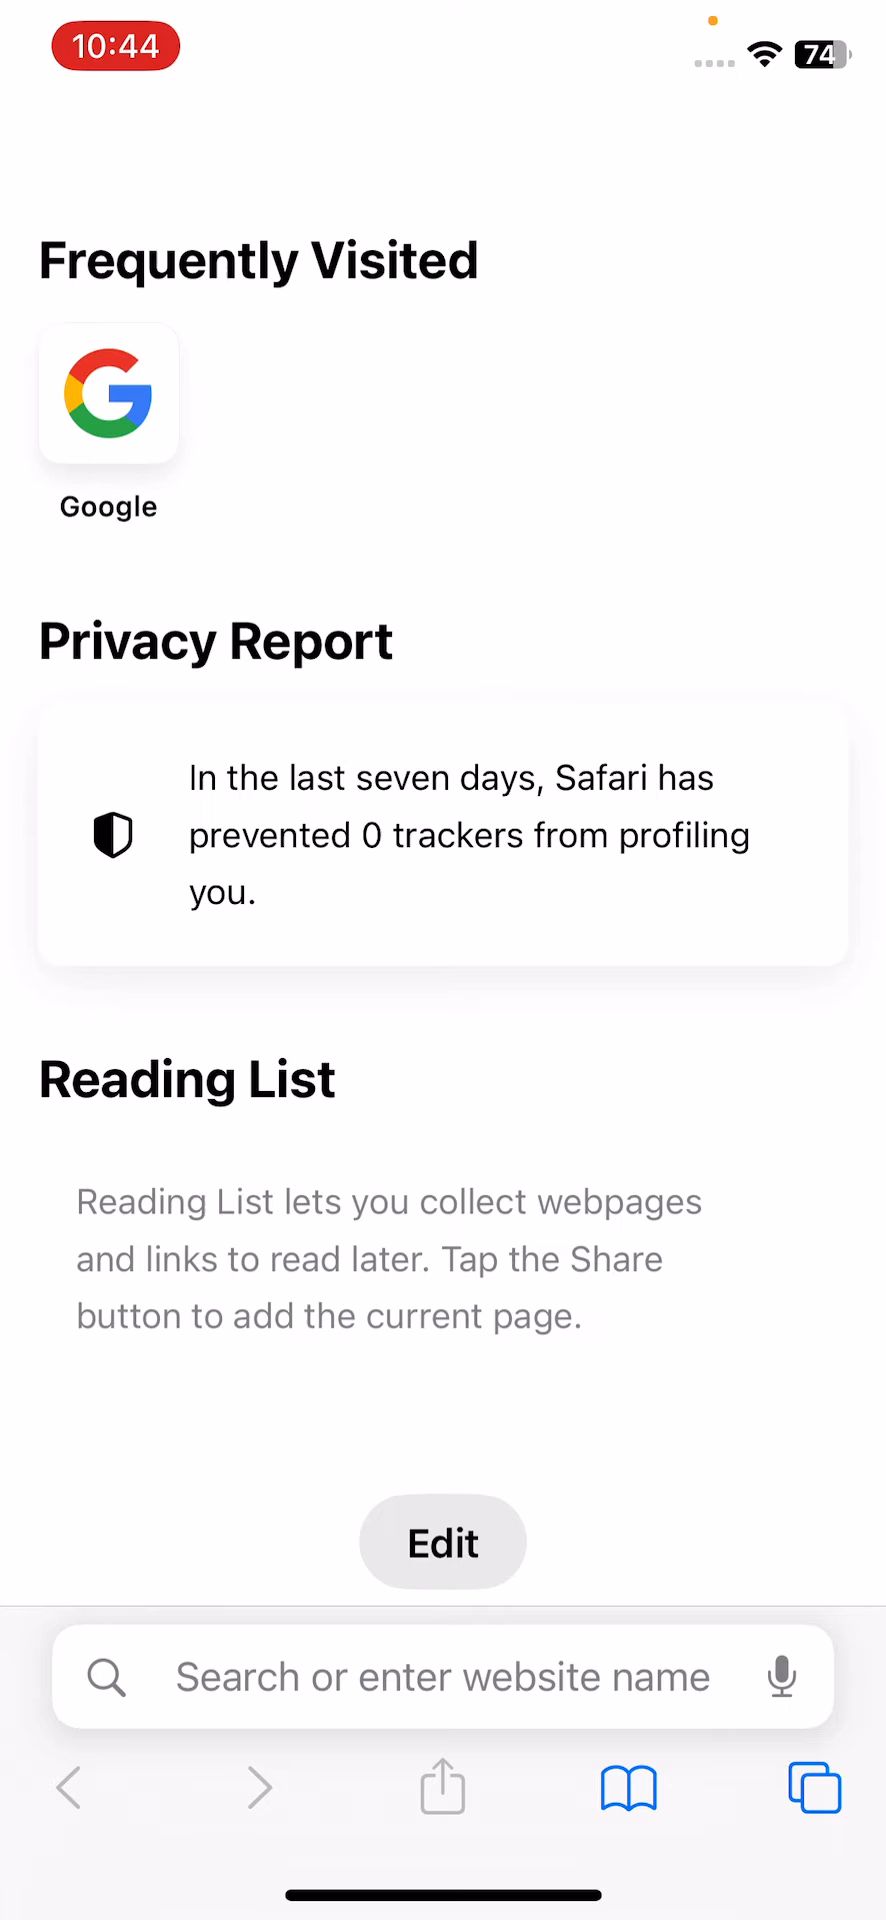 10:44
74
Frequently Visited
Google
Privacy Report
In the last seven days, Safari has
prevented 0 trackers from profiling
you.
Reading List
Reading List lets you collect webpages
and links to read later. Tap the Share
button to add the current page.
Edit
Search or enter website name